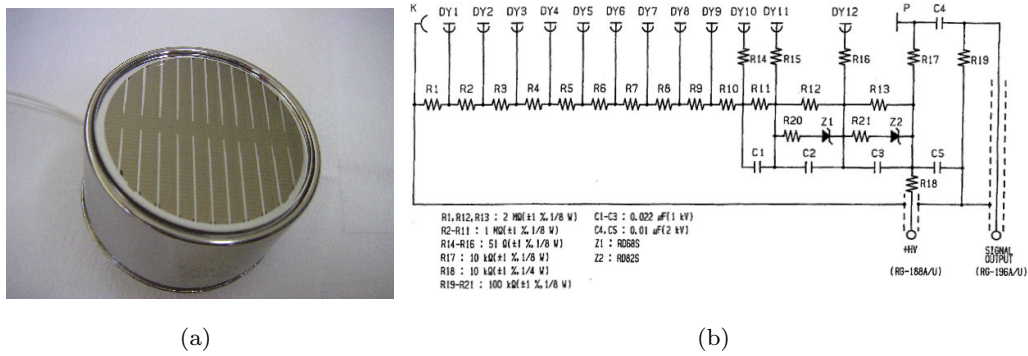 K DY1 DY2 DY3 DY4 DY5 DY6 DY7 DY8 DY9 DY10 DY11 DY12 P C4
R14 R15 R16 R17 R19
R1 R2 R3 R4 R5 R6 R7 R8 R9 R10 R11 R12 R13
R20 Z1 R21 Z2
C1 C2 C3 C5
R18
R1,R12,R13 : 2 MΩ(±1 %,1/8 W)
R2-R11 : 1 MΩ(±1 %,1/8 W)
R14-R16 : 51 Ω(±1 %,1/8 W)
R17 : 10 kΩ(±1 %,1/8 W)
R18 : 10 kΩ(±1 %,1/4 W)
R19-R21 : 100 kΩ(±1 %,1/8 W)
C1-C3 : 0.022 µF(1 kV)
C4,C5 : 0.01 µF(2 kV)
Z1 : RD68S
Z2 : RD82S
+HV
(RG-188A/U)
SIGNAL
OUTPUT
(RG-196A/U)
(a)
(b)